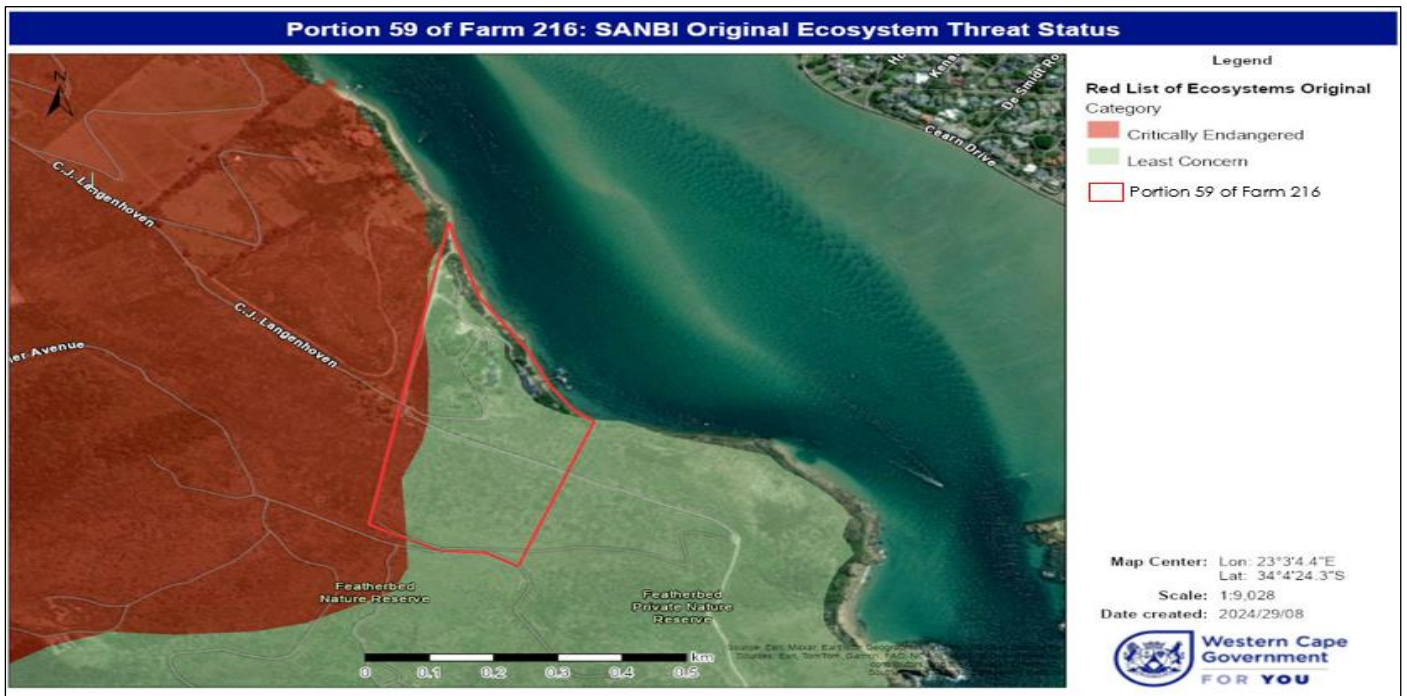 Portion 59 of Farm 216: SANBI Original Ecosystem Threat Status
N
Legend
Red List of Ecosystems Original
Category
Critically Endangered
Least Concern
Portion 59 of Farm 216
De Smidt Ro
Cearn Drive
C.J. Langenhoven
C.J. Langenhoven
er Avenue
Featherbed
Nature Reserve
Featherbed
Private Nature
Reserve
km
0 0.1 0.2 0.3 0.4 0.5
Map Center: Lon: 23°3'4.4"E
Lat: 34°4'24.3"S
Scale: 1:9,028
Date created: 2024/29/08
Western Cape
Government
FOR YOU